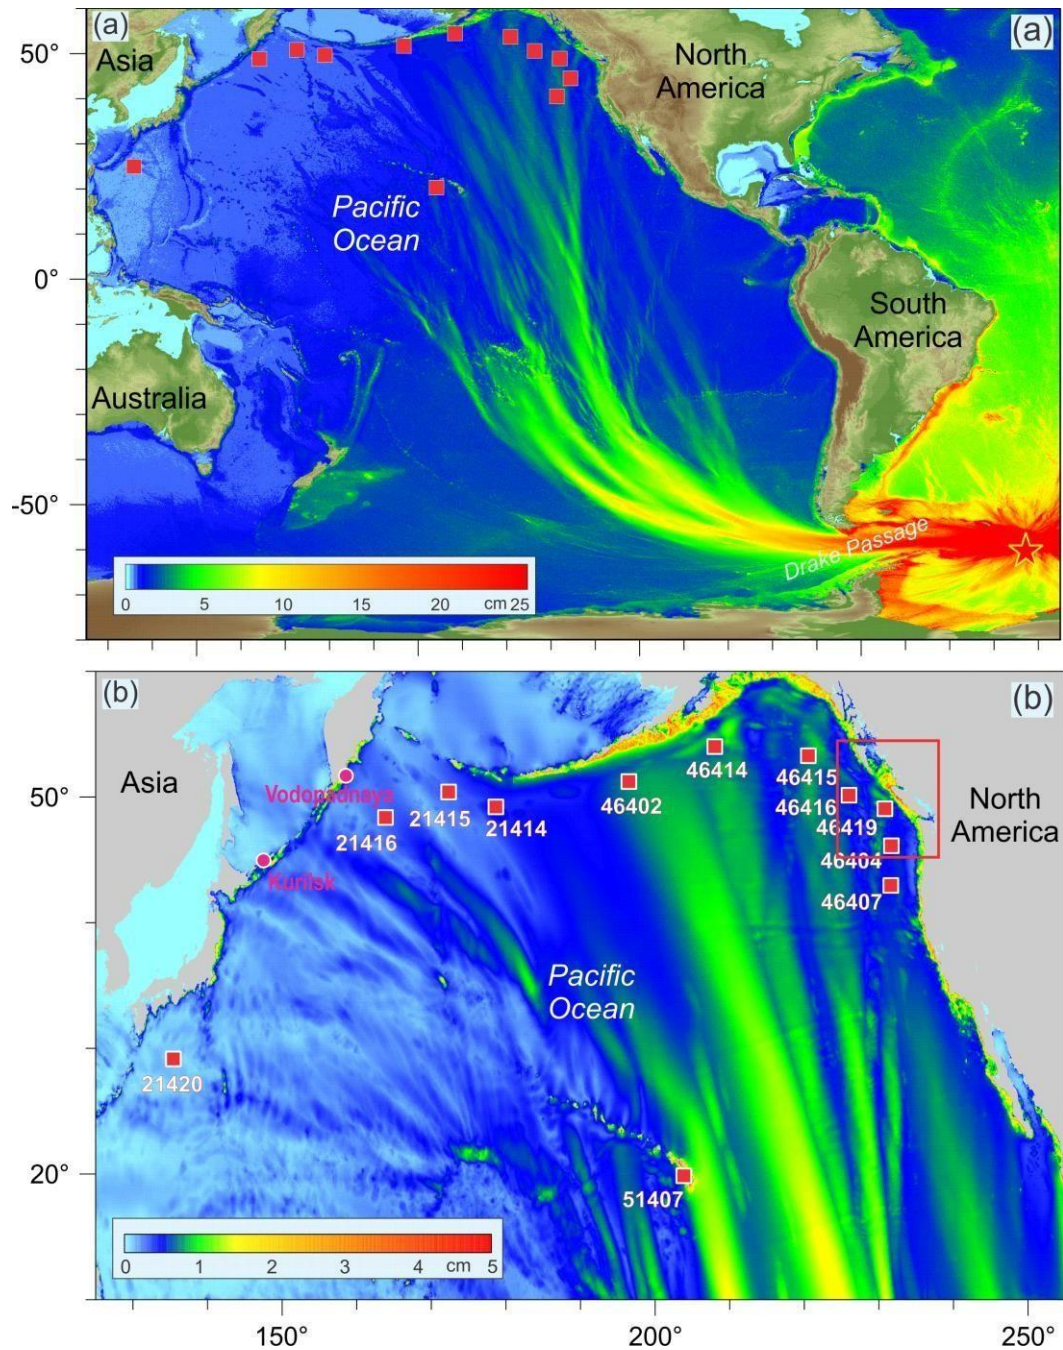 (a)
(a)
50°
Asia
North
America
Pacific
Ocean
0°
South
America
Australia
-50°
Drake Passage
0 5 10 15 20 cm 25
(b)
(b)
Asia
46414
46415
Vodopadnaya
50°
46402
46416
North
America
21415
21414
46419
21416
46404
Kurilsk
46407
Pacific
Ocean
21420
20°
51407
0 1 2 3 4 cm 5
150° 200° 250°